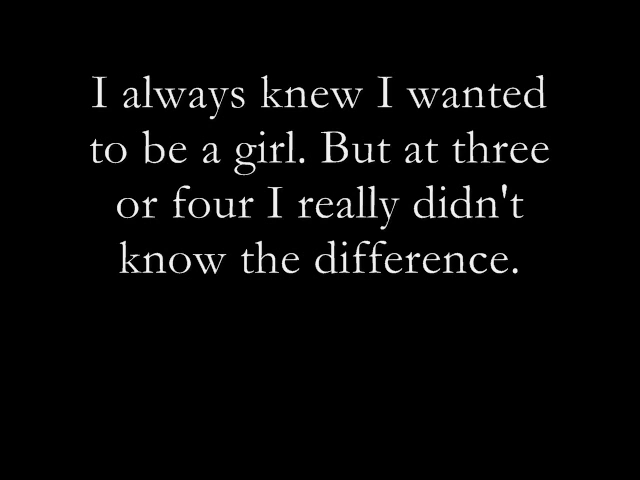 I always knew I wanted
to be a girl. But at three
or four I really didn't
know the difference.